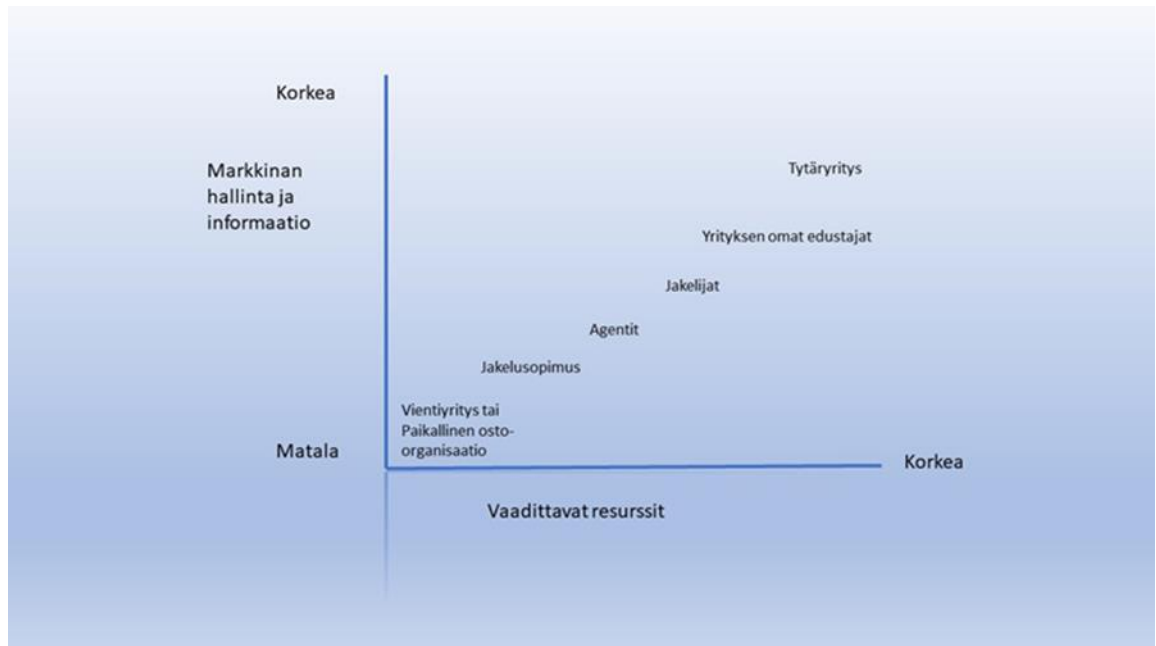 Korkea
Markkinan
hallinta ja
informaatio
Tytäryritys
Yrityksen omat edustajat
Jakelijat
Agentit
Jakelusopimus
Vientiyritys tai
Paikallinen osto-
organisaatio
Matala
Korkea
Vaadittavat resurssit